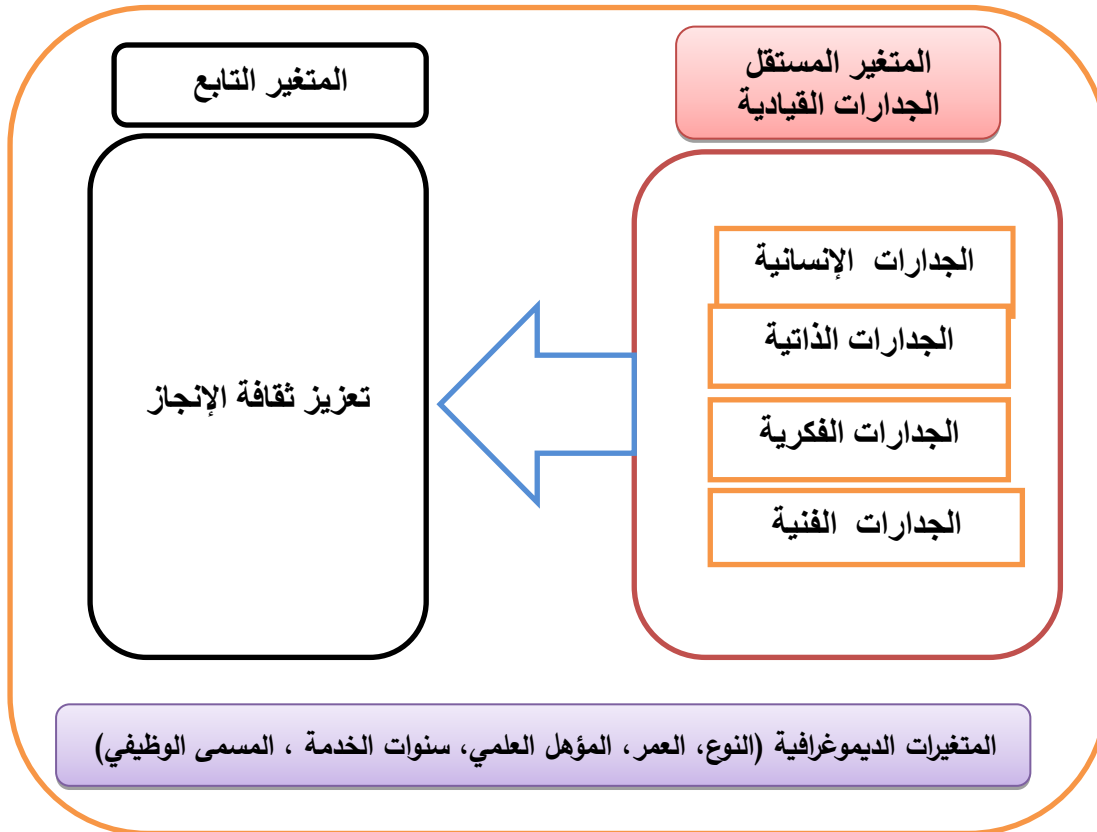 المتغير المستقل
الجدارات القيادية
الجدارات الإنسانية
الجدارات الذاتية
الجدارات الفكرية
الجدارات الفنية
المتغير التابع
تعزيز ثقافة الإنجاز
المتغيرات الديموغرافية (النوع، العمر، المؤهل العلمي، سنوات الخدمة ، المسمى الوظيفي)